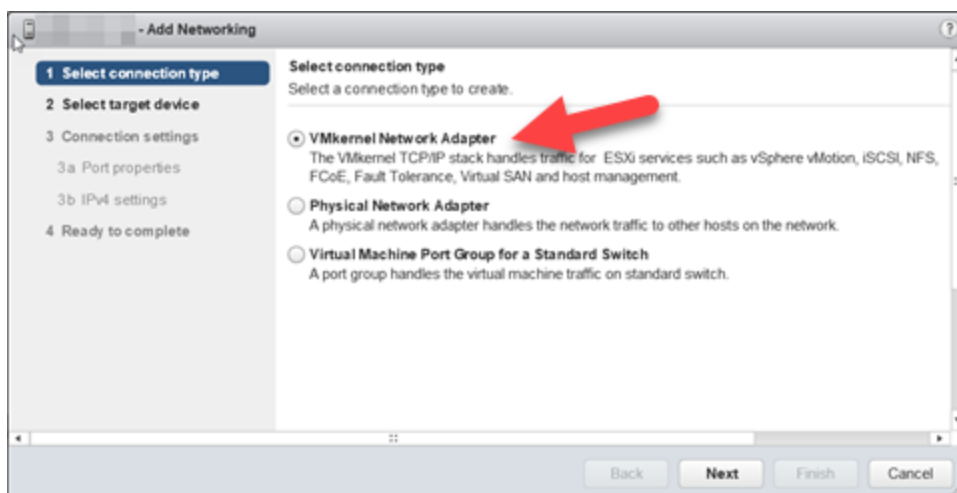 - Add Networking
?
1 Select connection type
2 Select target device
3 Connection settings
3a Port properties
3b IPv4 settings
4 Ready to complete
Select connection type
Select a connection type to create.
VMkernel Network Adapter
The VMkernel TCP/IP stack handles traffic for ESXi services such as vSphere vMotion, iSCSI, NFS,
FCoE, Fault Tolerance, Virtual SAN and host management.
Physical Network Adapter
A physical network adapter handles the network traffic to other hosts on the network.
Virtual Machine Port Group for a Standard Switch
A port group handles the virtual machine traffic on standard switch.
Back Next Finish Cancel